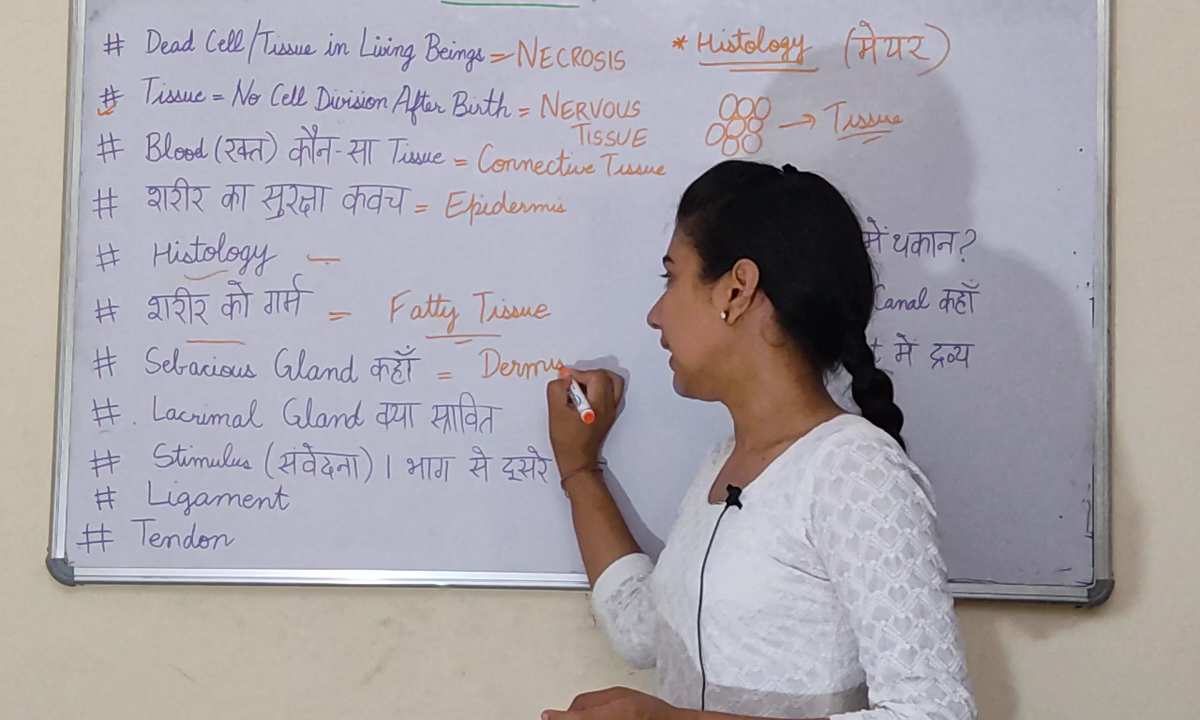 # Dead Cell/Tissue in Living Beings = NECROSIS
# Tissue = No Cell Division After Birth = NERVOUS TISSUE
# Blood (रक्त) कौन-सा Tissue = Connective Tissue
# शरीर का सुरक्षा कवच = Epidermis
# Histology –
# शरीर को गर्म = Fatty Tissue
# Sebacious Gland कहाँ = Dermis
# Lacrimal Gland क्या स्रावित
# Stimulus (संवेदना) 1 भाग से दूसरे
# Ligament
# Tendon
* Histology (मेयर)
→ Tissue
में थकान?
Canal कहाँ
में द्रव्य